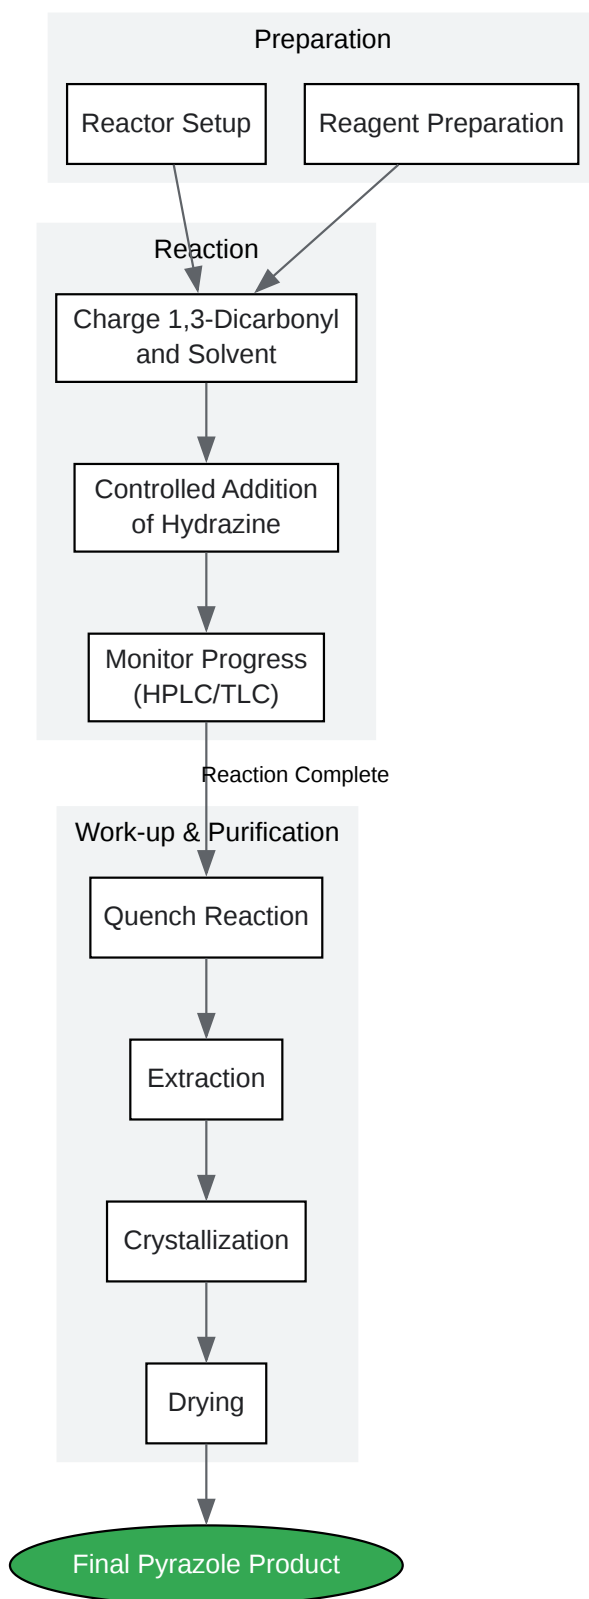 Preparation
Reactor Setup
Reagent Preparation
Reaction
Charge 1,3-Dicarbonyl
and Solvent
Controlled Addition
of Hydrazine
Monitor Progress
(HPLC/TLC)
Reaction Complete
Work-up & Purification
Quench Reaction
Extraction
Crystallization
Drying
Final Pyrazole Product